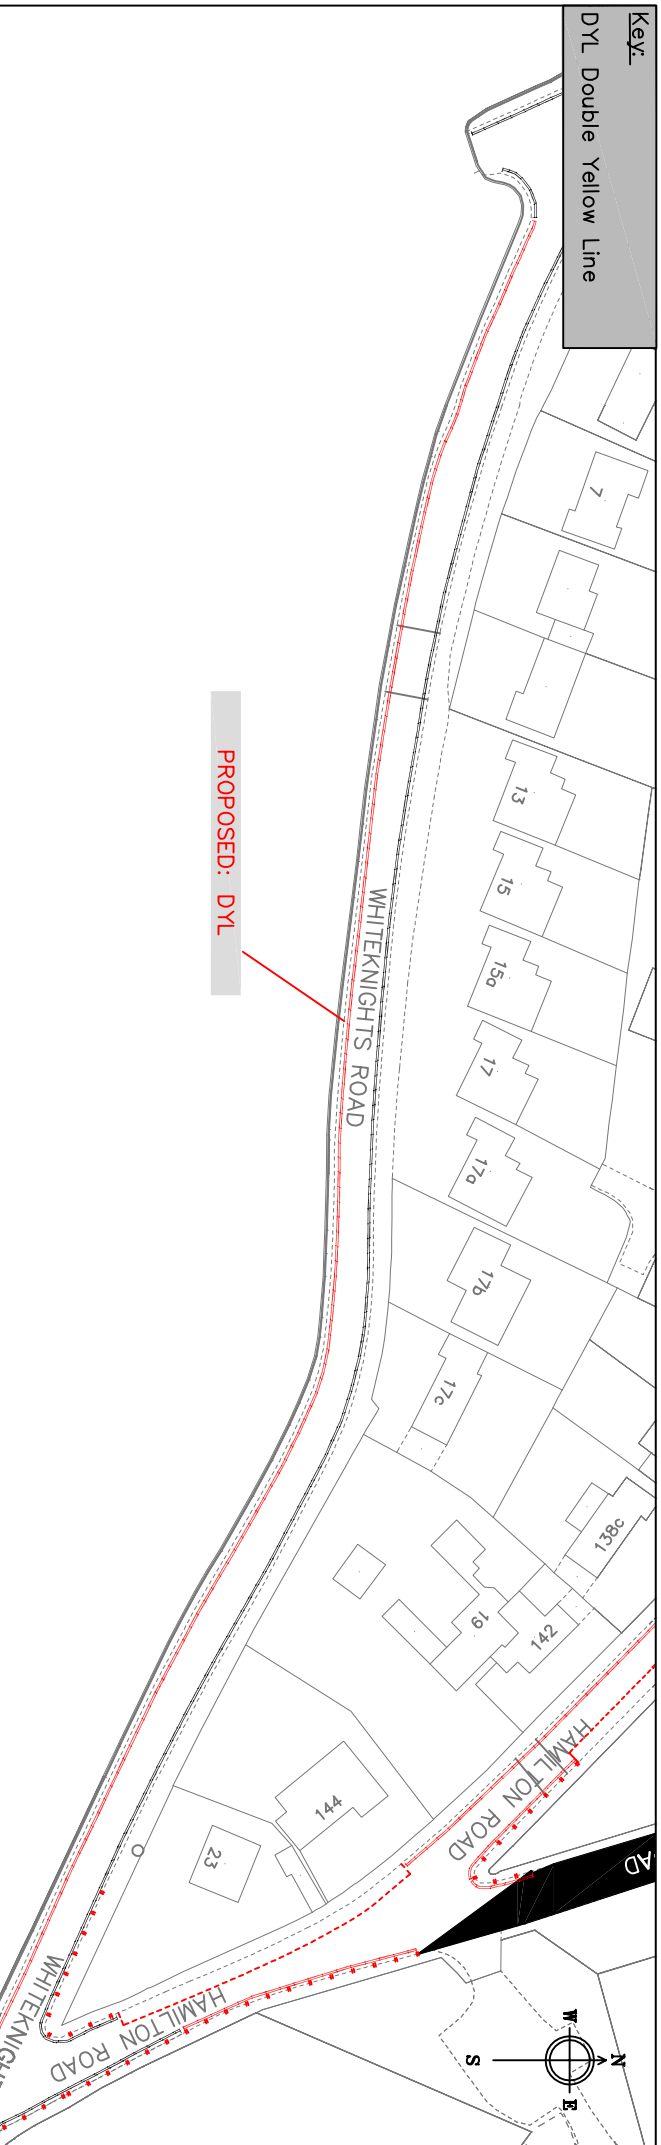 Key:
DYL Double Yellow Line
7
13
15
15a
17
17a
17b
17c
138c
19
142
144
23
WHITEKNIGHTS ROAD
PROPOSED: DYL
HAMILTON ROAD
HAMILTON ROAD
N
W
E
S